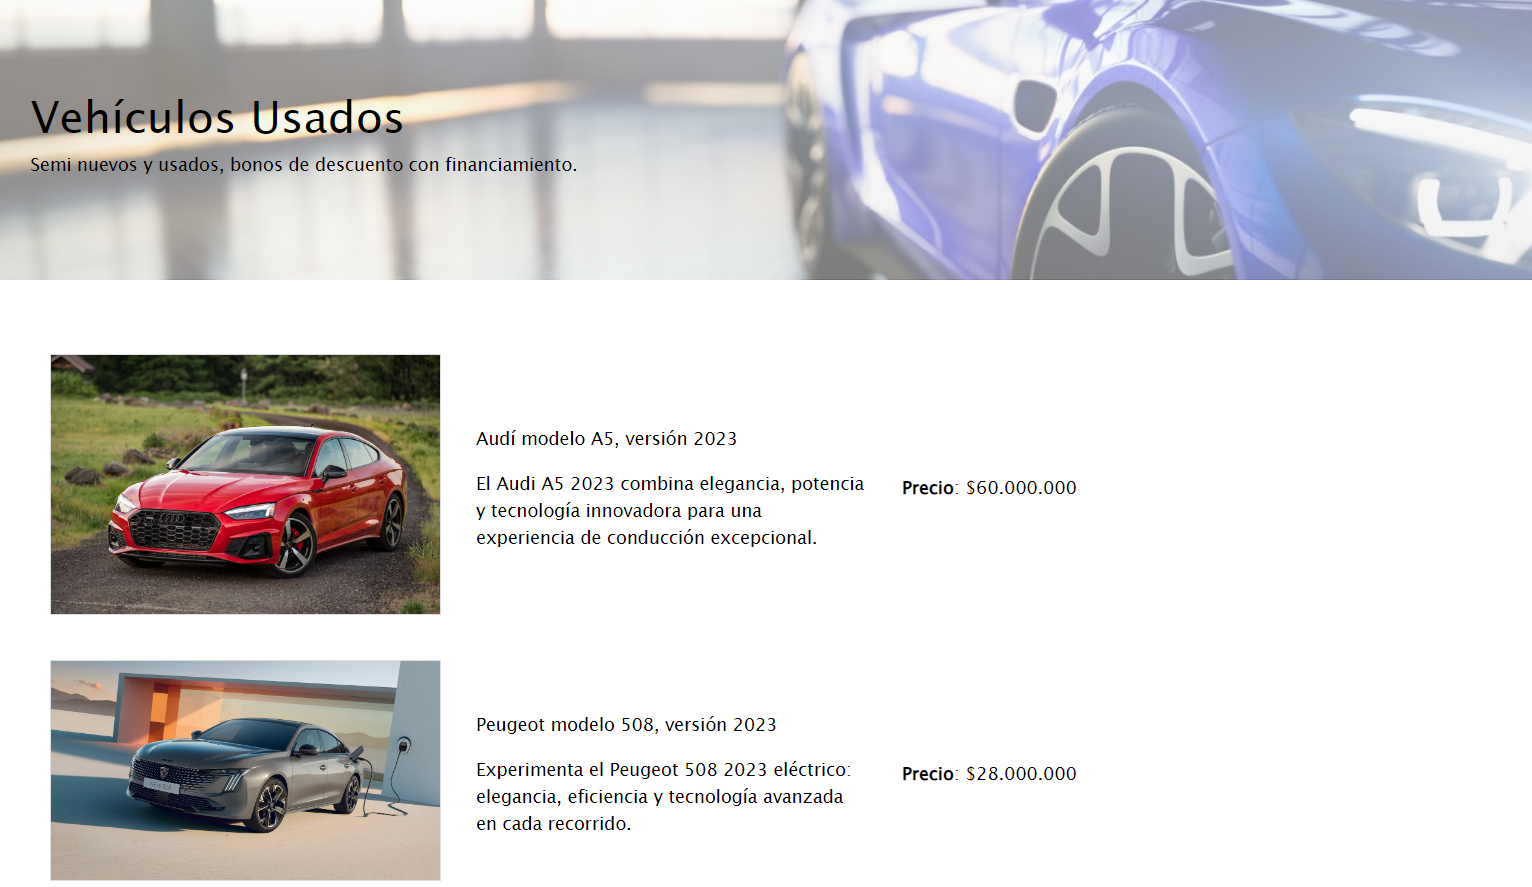 Vehículos Usados
Semi nuevos y usados, bonos de descuento con financiamiento.
Audí modelo A5, versión 2023
El Audi A5 2023 combina elegancia, potencia
y tecnología innovadora para una
experiencia de conducción excepcional.
Precio: $60.000.000
Peugeot modelo 508, versión 2023
Experimenta el Peugeot 508 2023 eléctrico:
elegancia, eficiencia y tecnología avanzada
en cada recorrido.
Precio: $28.000.000